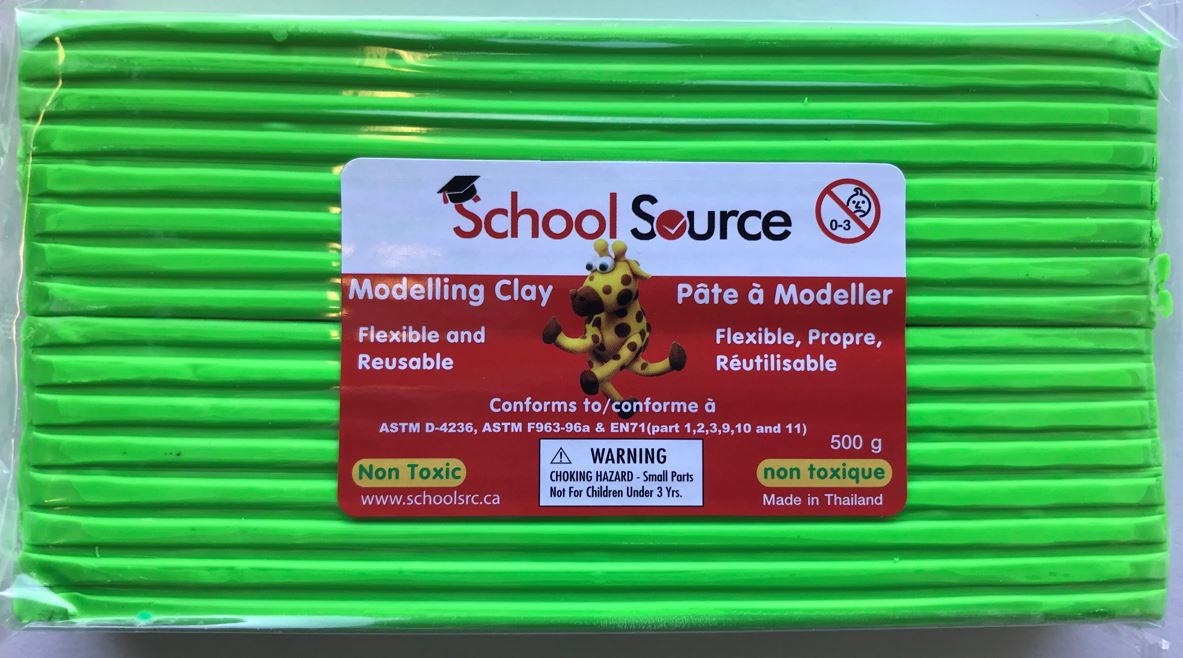 School Source
0-3
Modelling Clay
Pâte à Modeller
Flexible and
Reusable
Flexible, Propre,
Réutilisable
Conforms to/conforme à
ASTM D-4236, ASTM F963-96a & EN71(part 1,2,3,9,10 and 11)
500 g
Non Toxic
www.schoolsrc.ca
WARNING
CHOKING HAZARD - Small Parts
Not For Children Under 3 Yrs.
non toxique
Made in Thailand